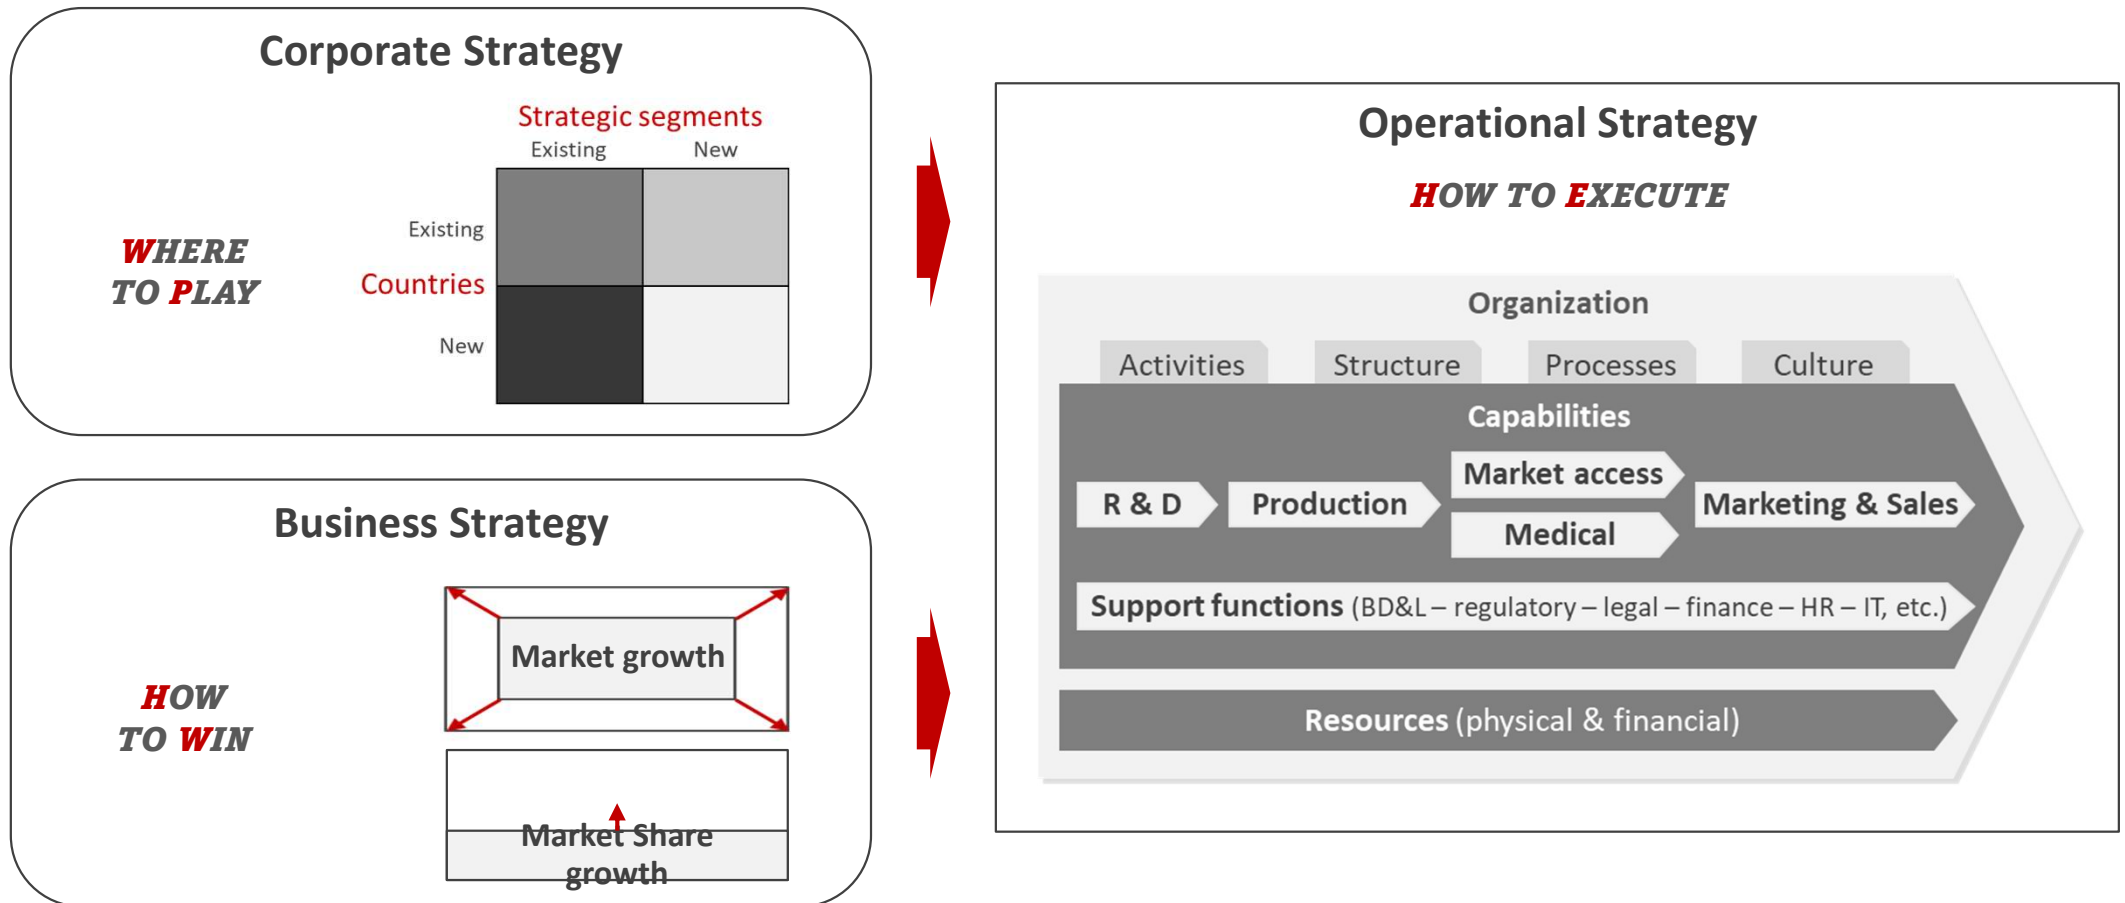 Corporate Strategy
Strategic segments
Existing New
Existing
WHERE
TO PLAY
Countries
New
Business Strategy
Market growth
HOW
TO WIN
Market Share
growth
Operational Strategy
HOW TO EXECUTE
Organization
Activities Structure Processes Culture
Capabilities
R & D Production Market access Marketing & Sales
Medical
Support functions (BD&L – regulatory – legal – finance – HR – IT, etc.)
Resources (physical & financial)